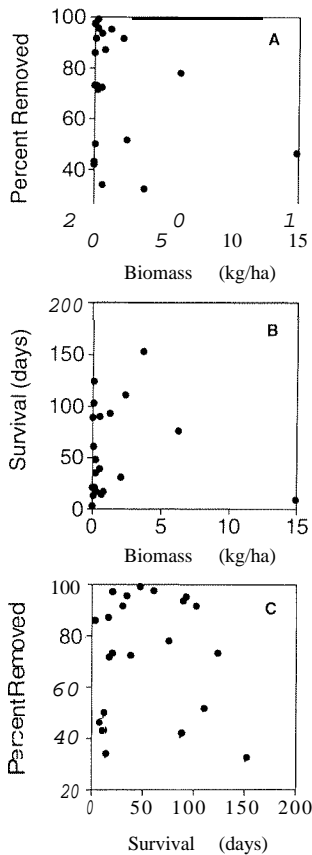 100
A
80
Percent Removed
60
40
2 0 1
0 5 10 15
Biomass (kg/ha)
200
B
150
Survival (days)
100
50
0
0 5 10 15
Biomass (kg/ha)
100
C
80
Percent Removed
60
40
20
0 50 100 150 200
Survival (days)